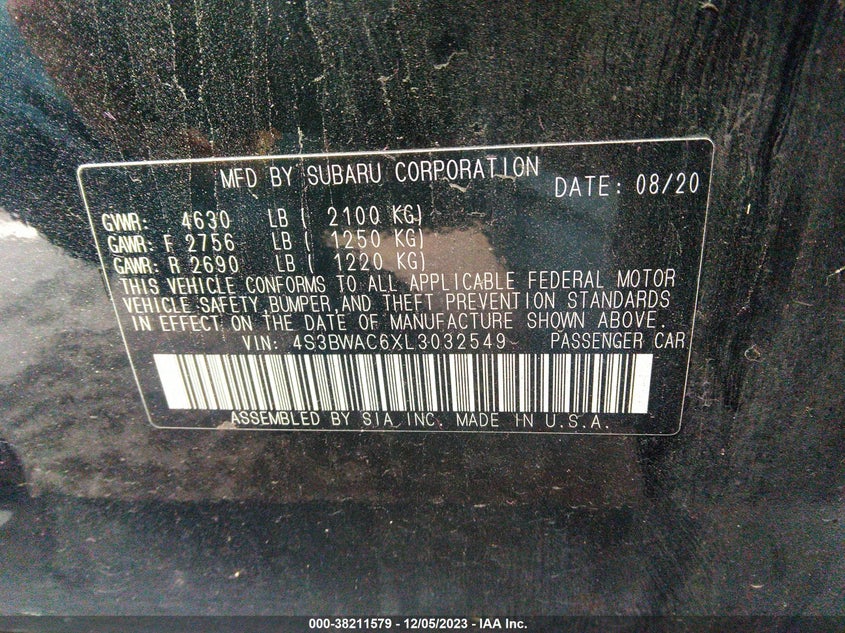 MFD BY SUBARU CORPORATION DATE: 08/20
GVWR: 4630 LB ( 2100 KG)
GAWR: F 2756 LB ( 1250 KG)
GAWR: R 2690 LB ( 1220 KG)
THIS VEHICLE CONFORMS TO ALL APPLICABLE FEDERAL MOTOR
VEHICLE SAFETY,BUMPER,AND THEFT PREVENTION STANDARDS
IN EFFECT ON THE DATE OF MANUFACTURE SHOWN ABOVE.
VIN: 4S3BWAC6XL3032549 PASSENGER CAR
ASSEMBLED BY SIA INC. MADE IN U.S.A.
000-38211579 - 12/05/2023 - IAA Inc.